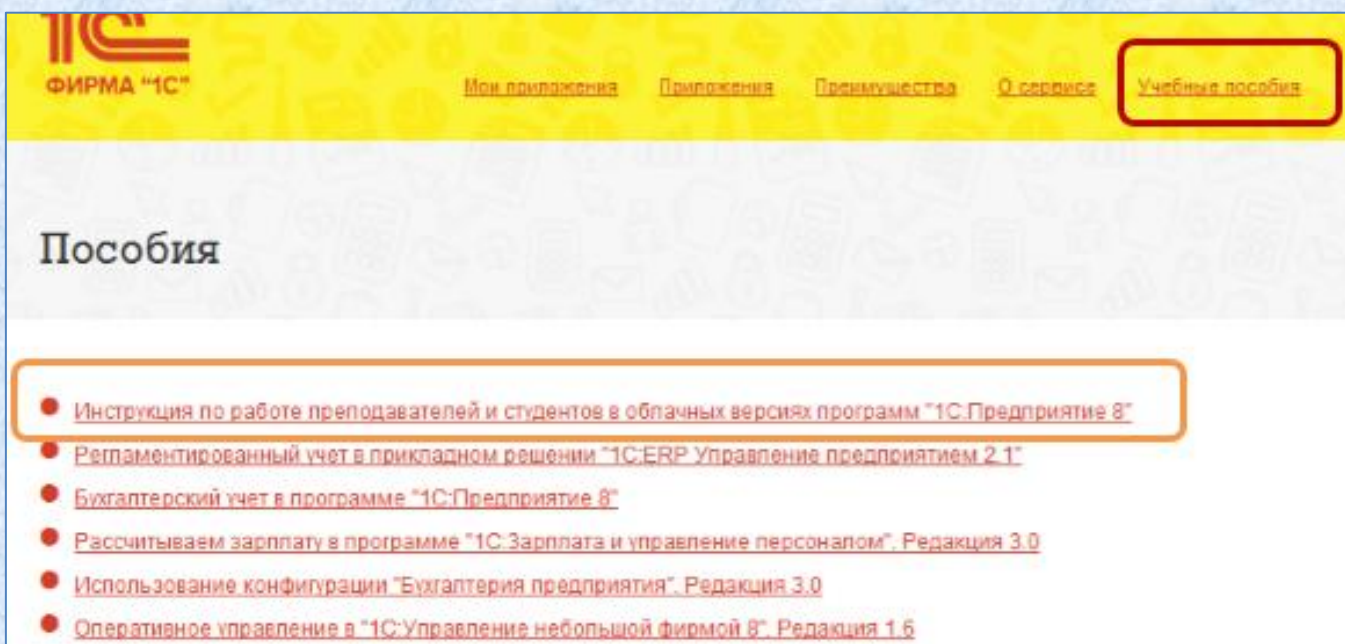 1С
ФИРМА "1С"
Мои приложения Приложения Преимущества О сервисе Учебные пособия
Пособия
Инструкция по работе преподавателей и студентов в облачных версиях программ "1С:Предприятие 8"
Регламентированный учет в прикладном решении "1С:ERP Управление предприятием 2.1"
Бухгалтерский учет в программе "1С:Предприятие 8"
Рассчитываем зарплату в программе "1С:Зарплата и управление персоналом". Редакция 3.0
Использование конфигурации "Бухгалтерия предприятия". Редакция 3.0
Оперативное управление в "1С:Управление небольшой фирмой 8". Редакция 1.6